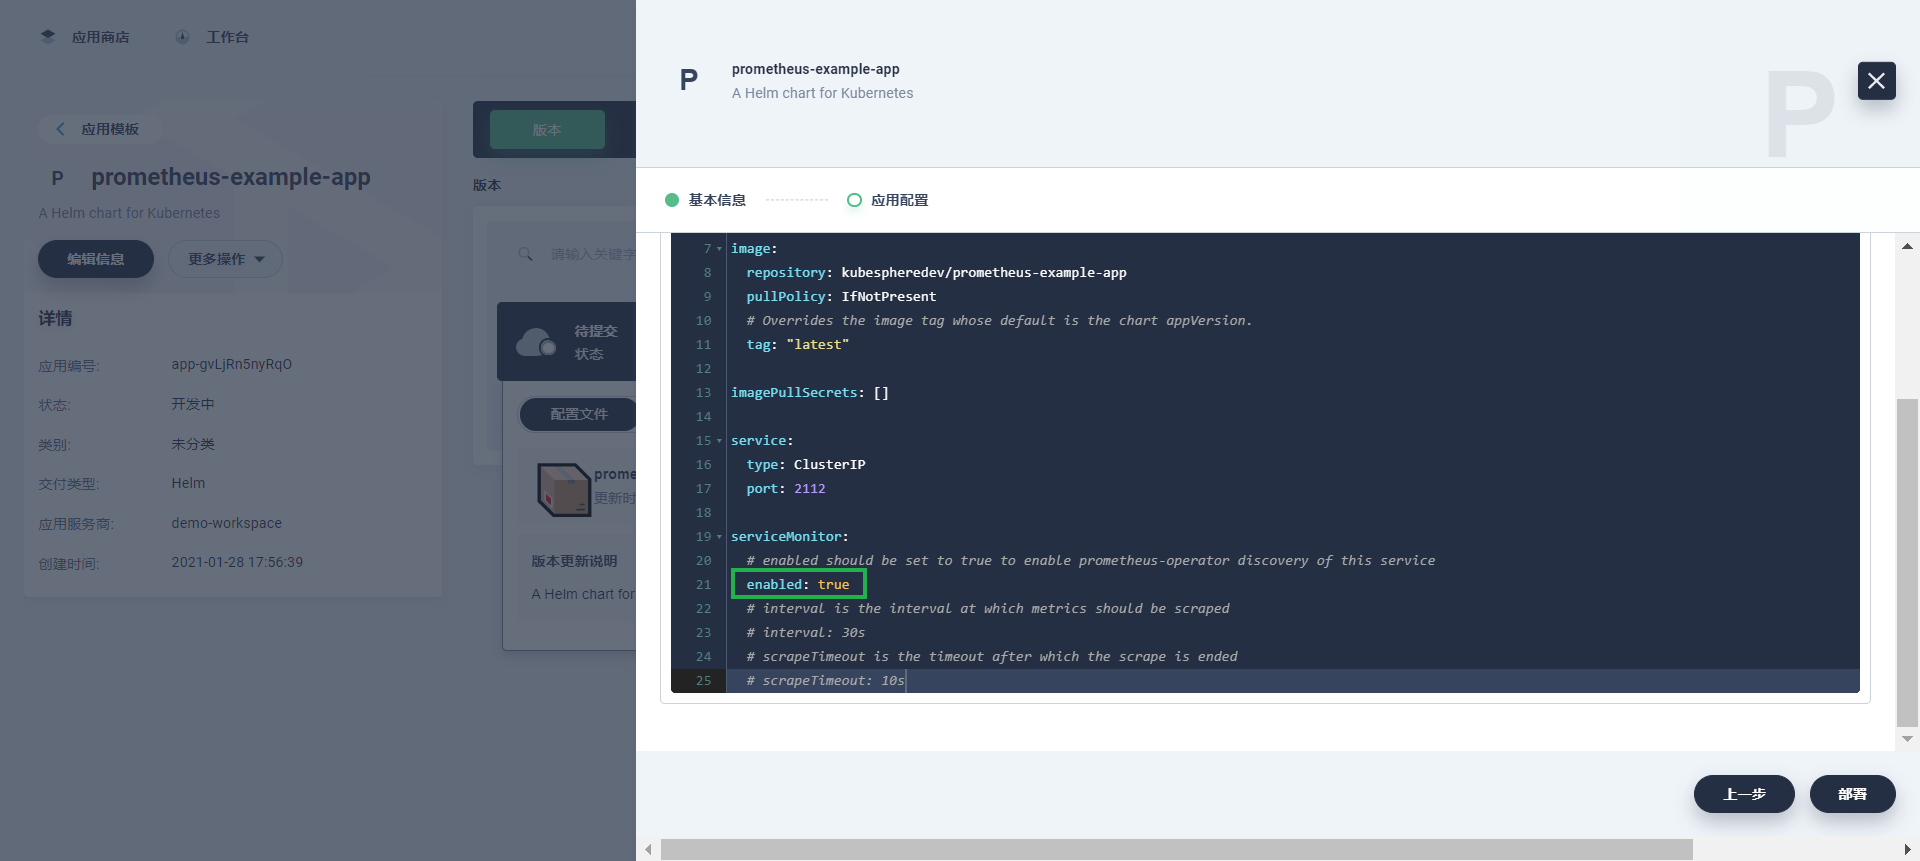 应用商店
工作台
应用模板
P
prometheus-example-app
A Helm chart for Kubernetes
编辑信息
更多操作
详情
应用编号:
app-gvLjRn5nyRqO
状态:
开发中
类别:
未分类
交付类型:
Helm
应用服务商:
demo-workspace
创建时间:
2021-01-28 17:56:39
版本
版本
请输入关键字
待提交
状态
配置文件
prome
更新时
版本更新说明
A Helm chart for
P
prometheus-example-app
A Helm chart for Kubernetes
P
基本信息
应用配置
7 image:
8 repository: kubespheredev/prometheus-example-app
9 pullPolicy: IfNotPresent
10 # Overrides the image tag whose default is the chart appVersion.
11 tag: "latest"
12
13 imagePullSecrets: []
14
15 service:
16 type: ClusterIP
17 port: 2112
18
19 serviceMonitor:
20 # enabled should be set to true to enable prometheus-operator discovery of this service
21 enabled: true
22 # interval is the interval at which metrics should be scraped
23 # interval: 30s
24 # scrapeTimeout is the timeout after which the scrape is ended
25 # scrapeTimeout: 10s
上一步
部署